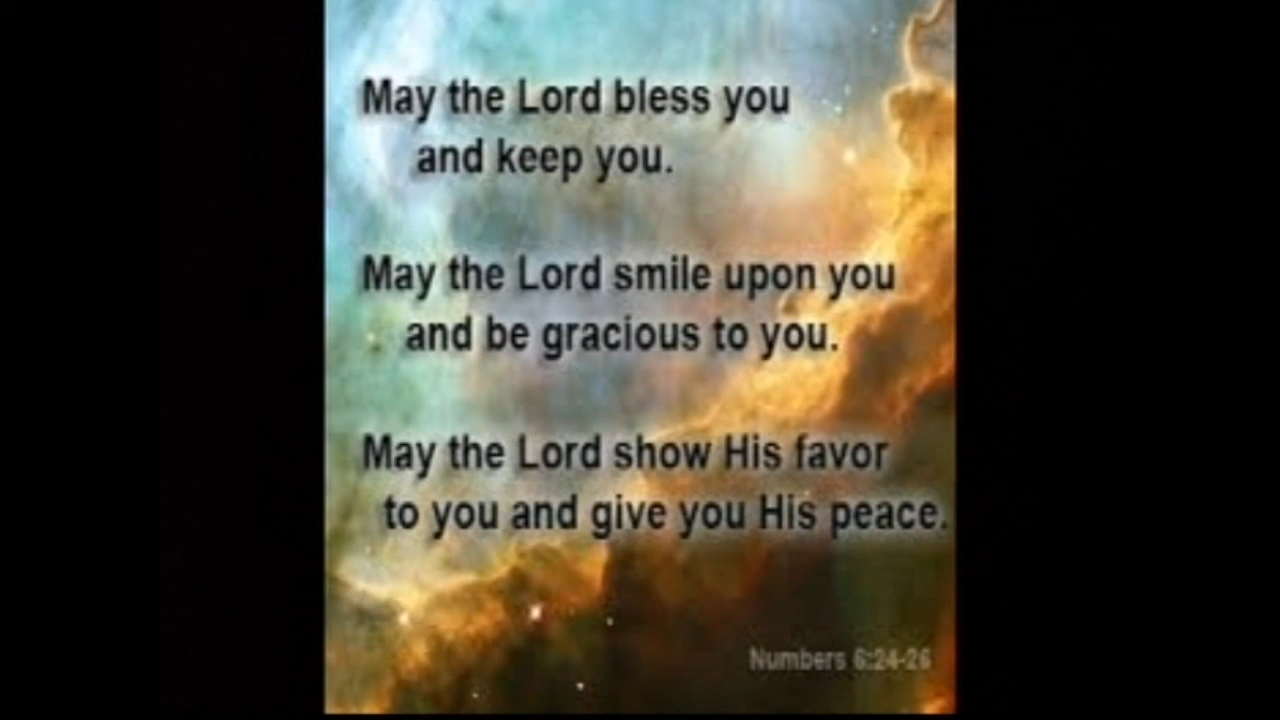 May the Lord bless you
and keep you.
May the Lord smile upon you
and be gracious to you.
May the Lord show His favor
to you and give you His peace.
Numbers 6:24-26